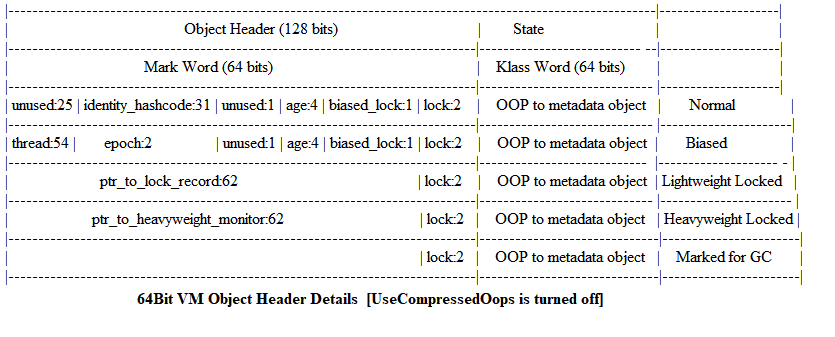 Object Header (128 bits) | State
Mark Word (64 bits) | Klass Word (64 bits)
| unused:25 | identity_hashcode:31 | unused:1 | age:4 | biased_lock:1 | lock:2 | OOP to metadata object | Normal |
| thread:54 | epoch:2 | unused:1 | age:4 | biased_lock:1 | lock:2 | OOP to metadata object | Biased |
| ptr_to_lock_record:62 | lock:2 | OOP to metadata object | Lightweight Locked |
| ptr_to_heavyweight_monitor:62 | lock:2 | OOP to metadata object | Heavyweight Locked |
| lock:2 | OOP to metadata object | Marked for GC |
64Bit VM Object Header Details [UseCompressedOops is turned off]